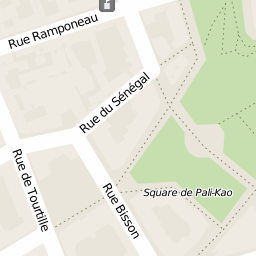 Rue Ramponeau
Rue du Sénégal
Rue de Tourtille
Rue Bisson
Square de Pali-Kao